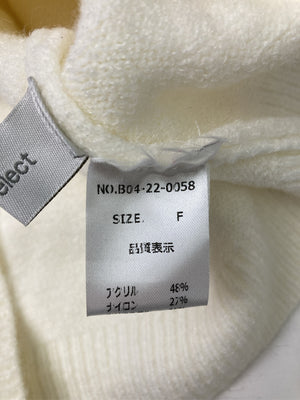 elect
NO.B04-22-0058
SIZE. F
品質表示
アクリル 48%
ナイロン 27%